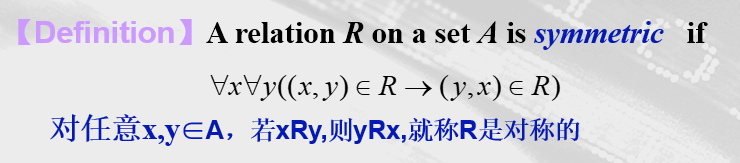 【Definition】A relation R on a set A is symmetric if
∀x∀y((x, y) ∈ R → (y,x) ∈ R)
对任意x,y∈A，若xRy,则yRx,就称R是对称的